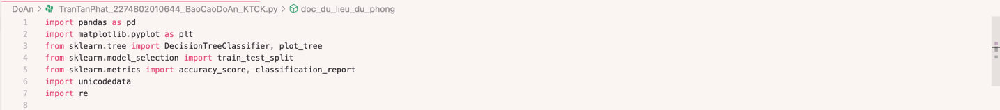 DoAn > TranTanPhat_2274802010644_BaoCaoDoAn_KTCK.py > doc_du_lieu_du_phong
1 import pandas as pd
2 import matplotlib.pyplot as plt
3 from sklearn.tree import DecisionTreeClassifier, plot_tree
4 from sklearn.model_selection import train_test_split
5 from sklearn.metrics import accuracy_score, classification_report
6 import unicodedata
7 import re
8